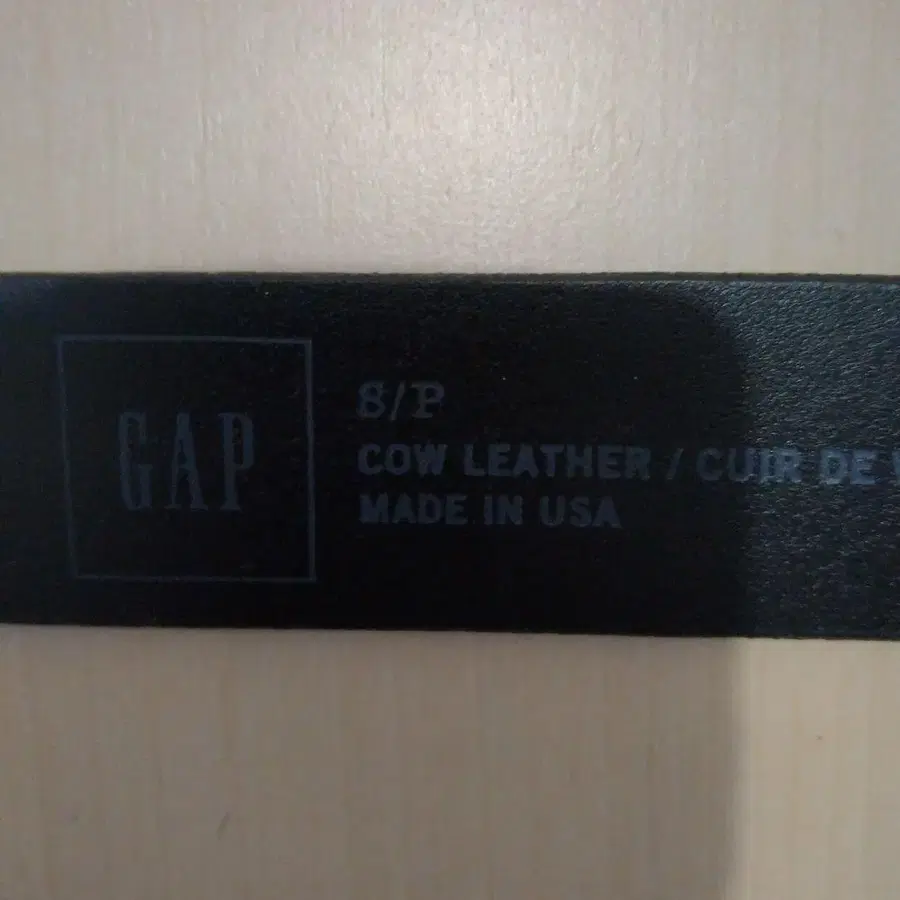 GAP
S/P
COW LEATHER / CUIR DE
MADE IN USA